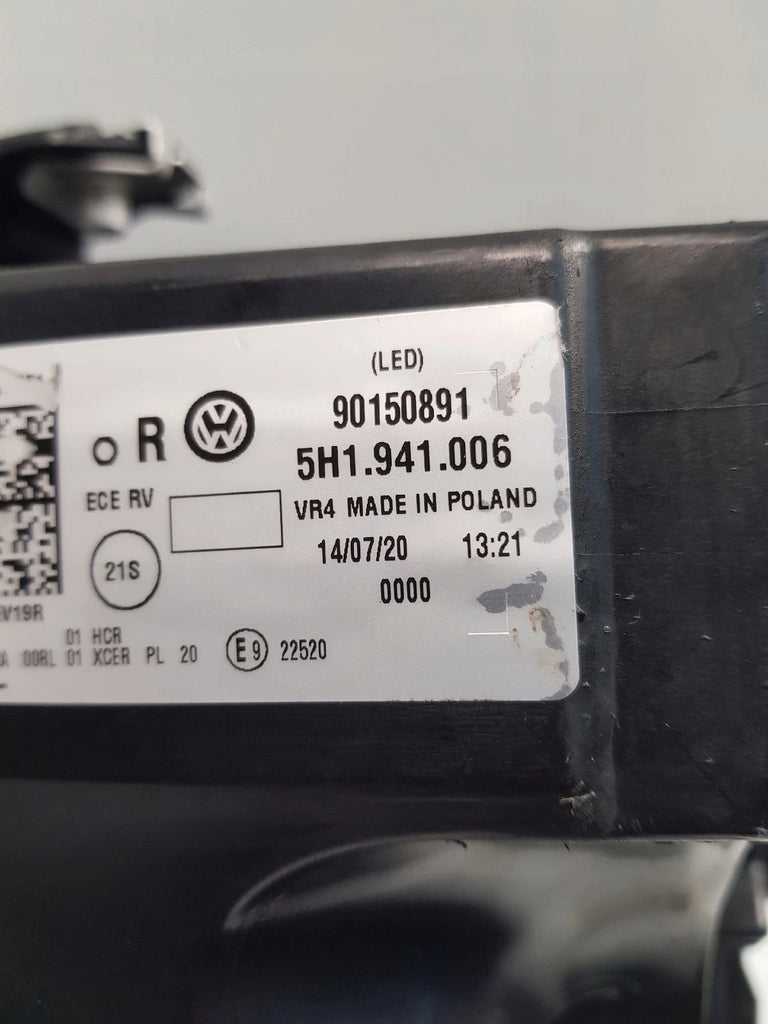 (LED)
90150891
R
5H1.941.006
ECE RV
VR4 MADE IN POLAND
21S
14/07/20 13:21
0000
V19R
01 HCR
00RL 01 XCER PL 20
E9 22520